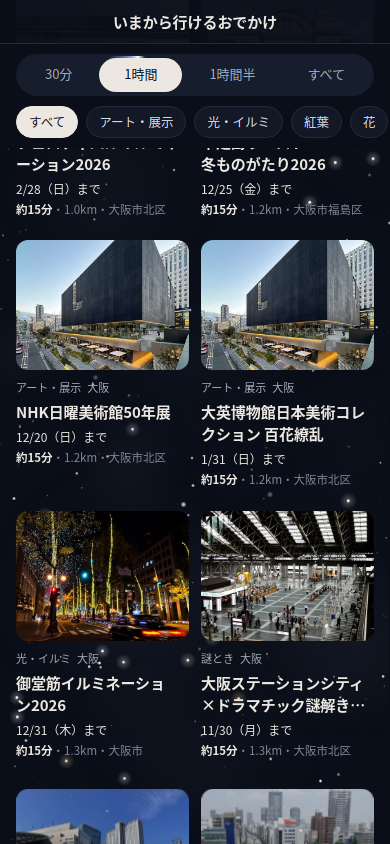 いまから行けるおでかけ
30分 1時間 1時間半 すべて
すべて アート・展示 光・イルミ 紅葉 花
ーション2026
2/28（日）まで
約15分・1.0km・大阪市北区
冬ものがたり2026
12/25（金）まで
約15分・1.2km・大阪市福島区
アート・展示 大阪
NHK日曜美術館50年展
12/20（日）まで
約15分・1.2km・大阪市北区
アート・展示 大阪
大英博物館日本美術コレ
クション 百花繚乱
1/31（日）まで
約15分・1.2km・大阪市北区
光・イルミ 大阪
御堂筋イルミネーショ
ン2026
12/31（木）まで
約15分・1.3km・大阪市
謎とき 大阪
大阪ステーションシティ
×ドラマチック謎解き…
11/30（月）まで
約15分・1.3km・大阪市北区